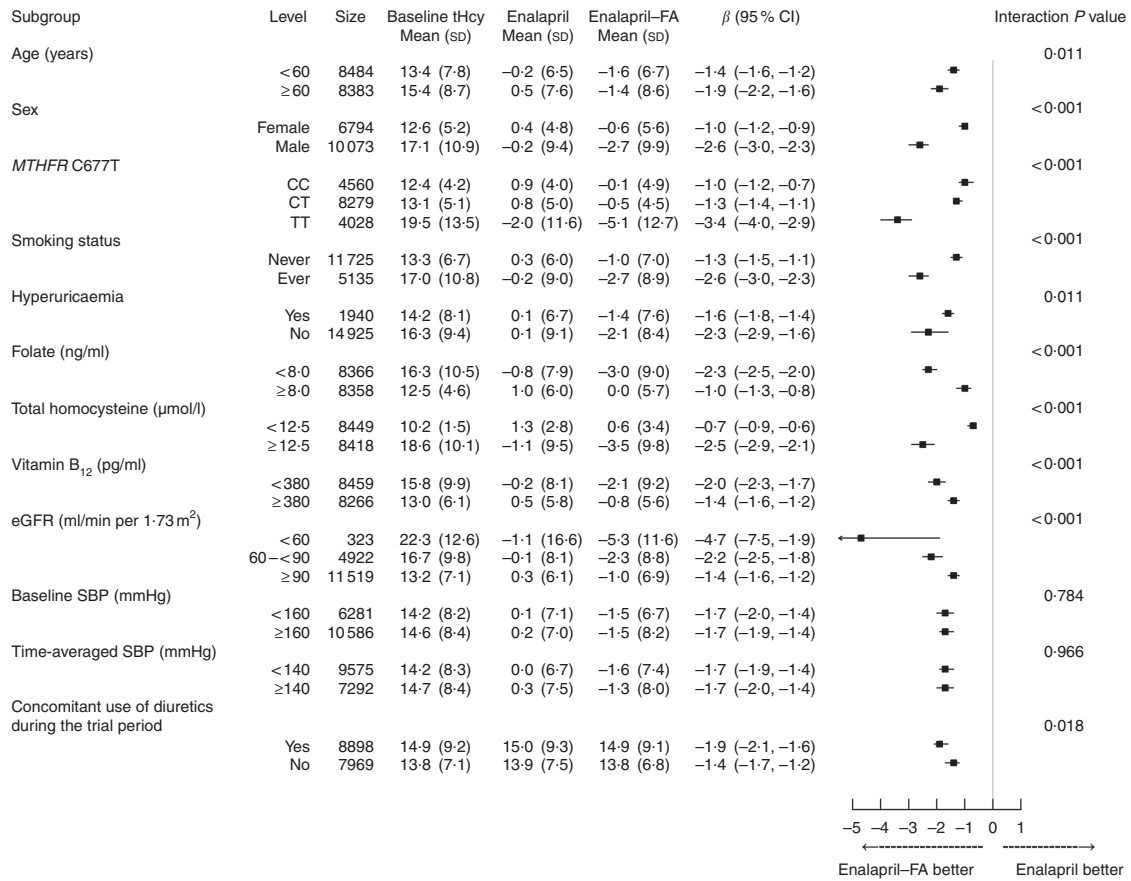 Subgroup Level Size Baseline tHcy Enalapril Enalapril–FA β (95 % CI) Interaction P value
Mean (SD) Mean (SD) Mean (SD)
Age (years) 0·011
<60 8484 13·4 (7·8) −0·2 (6·5) −1·6 (6·7) −1·4 (−1·6, −1·2)
≥60 8383 15·4 (8·7) 0·5 (7·6) −1·4 (8·6) −1·9 (−2·2, −1·6)
Sex <0·001
Female 6794 12·6 (5·2) 0·4 (4·8) −0·6 (5·6) −1·0 (−1·2, −0·9)
Male 10 073 17·1 (10·9) −0·2 (9·4) −2·7 (9·9) −2·6 (−3·0, −2·3)
MTHFR C677T <0·001
CC 4560 12·4 (4·2) 0·9 (4·0) −0·1 (4·9) −1·0 (−1·2, −0·7)
CT 8279 13·1 (5·1) 0·8 (5·0) −0·5 (4·5) −1·3 (−1·4, −1·1)
TT 4028 19·5 (13·5) −2·0 (11·6) −5·1 (12·7) −3·4 (−4·0, −2·9)
Smoking status <0·001
Never 11 725 13·3 (6·7) 0·3 (6·0) −1·0 (7·0) −1·3 (−1·5, −1·1)
Ever 5135 17·0 (10·8) −0·2 (9·0) −2·7 (8·9) −2·6 (−3·0, −2·3)
Hyperuricaemia 0·011
Yes 1940 14·2 (8·1) 0·1 (6·7) −1·4 (7·6) −1·6 (−1·8, −1·4)
No 14 925 16·3 (9·4) 0·1 (9·1) −2·1 (8·4) −2·3 (−2·9, −1·6)
Folate (ng/ml) <0·001
<8·0 8366 16·3 (10·5) −0·8 (7·9) −3·0 (9·0) −2·3 (−2·5, −2·0)
≥8·0 8358 12·5 (4·6) 1·0 (6·0) 0·0 (5·7) −1·0 (−1·3, −0·8)
Total homocysteine (μmol/l) <0·001
<12·5 8449 10·2 (1·5) 1·3 (2·8) 0·6 (3·4) −0·7 (−0·9, −0·6)
≥12·5 8418 18·6 (10·1) −1·1 (9·5) −3·5 (9·8) −2·5 (−2·9, −2·1)
Vitamin B12 (pg/ml) <0·001
<380 8459 15·8 (9·9) −0·2 (8·1) −2·1 (9·2) −2·0 (−2·3, −1·7)
≥380 8266 13·0 (6·1) 0·5 (5·8) −0·8 (5·6) −1·4 (−1·6, −1·2)
eGFR (ml/min per 1·73 m²) <0·001
<60 323 22·3 (12·6) −1·1 (16·6) −5·3 (11·6) −4·7 (−7·5, −1·9)
60−<90 4922 16·7 (9·8) −0·1 (8·1) −2·3 (8·8) −2·2 (−2·5, −1·8)
≥90 11 519 13·2 (7·1) 0·3 (6·1) −1·0 (6·9) −1·4 (−1·6, −1·2)
Baseline SBP (mmHg) 0·784
<160 6281 14·2 (8·2) 0·1 (7·1) −1·5 (6·7) −1·7 (−2·0, −1·4)
≥160 10 586 14·6 (8·4) 0·2 (7·0) −1·5 (8·2) −1·7 (−1·9, −1·4)
Time-averaged SBP (mmHg) 0·966
<140 9575 14·2 (8·3) 0·0 (6·7) −1·6 (7·4) −1·7 (−1·9, −1·4)
≥140 7292 14·7 (8·4) 0·3 (7·5) −1·3 (8·0) −1·7 (−2·0, −1·4)
Concomitant use of diuretics
during the trial period 0·018
Yes 8898 14·9 (9·2) 15·0 (9·3) 14·9 (9·1) −1·9 (−2·1, −1·6)
No 7969 13·8 (7·1) 13·9 (7·5) 13·8 (6·8) −1·4 (−1·7, −1·2)
−5 −4 −3 −2 −1 0 1
Enalapril–FA better Enalapril better